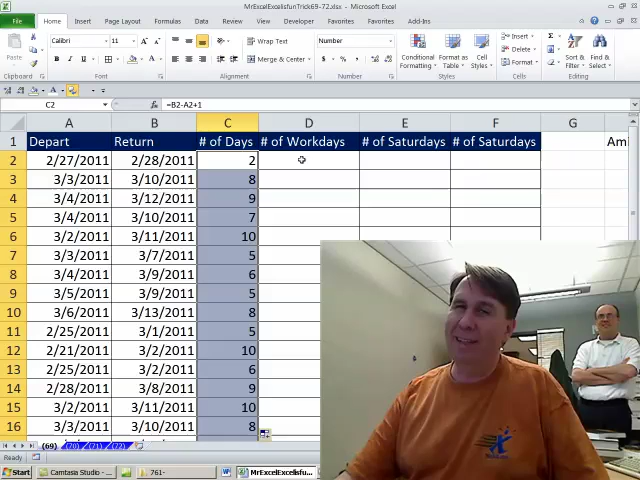 MrExcelExcelisfunTrick69-72.xlsx - Microsoft Excel
File Home Insert Page Layout Formulas Data Review View Add-Ins
Calibri 11 Wrap Text Number Insert
Paste Merge & Center Conditional Formatting Format as Table Cell Styles Delete Format Sort & Filter Find & Select
Clipboard Font Alignment Number Styles Cells Editing
C2 fx =B2-A2+1
A B C D E F G H
1 Depart Return # of Days # of Workdays # of Saturdays # of Saturdays Ami
2 2/27/2011 2/28/2011 2
3 3/3/2011 3/10/2011 8
4 3/4/2011 3/12/2011 9
5 3/4/2011 3/10/2011 7
6 3/2/2011 3/11/2011 10
7 3/3/2011 3/7/2011 5
8 3/4/2011 3/9/2011 6
9 3/5/2011 3/9/2011 5
10 3/6/2011 3/13/2011 8
11 2/25/2011 3/1/2011 5
12 2/21/2011 3/2/2011 10
13 2/25/2011 3/2/2011 6
14 2/28/2011 3/8/2011 9
15 3/2/2011 3/11/2011 10
16 3/3/2011 3/10/2011 8
(69) (70) (71) (72)
Ready
Start Camtasia Studio - ... 761- MrExcelExcelisfun...